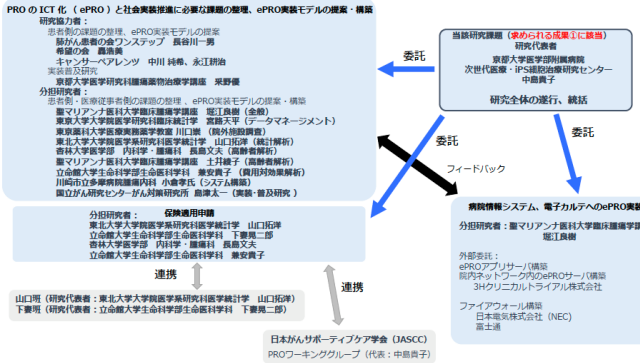 PRO のICT 化 （ ePRO ）と社会実装推進に必要な課題の整理、ePRO実装モデルの提案・構築
研究協力者：
患者側の課題の整理、ePRO実装モデルの提案
肺がん患者の会ワンステップ　長谷川一男
希望の会　轟浩美
キャンサーペアレンツ　中川 純希、永江耕治
実装普及研究
京都大学医学研究科腫瘍薬物治療学講座　釆野優
分担研究者：
患者側・医療従事者側の課題の整理、ePRO実装モデルの提案・構築
聖マリアンナ医科大学臨床腫瘍学講座　堀江良樹（全般）
東京大学大学院医学系研究科臨床統計学　宮路天平（データマネージメント）
東京薬科大学医療実務薬学教室 川口崇 （院外施設調査）
東北大学大学院医学系研究科医学統計学　山口拓洋（統計解析）
杏林大学医学部　内科学・腫瘍科　長島文夫（高齢者解析）
聖マリアンナ医科大学臨床腫瘍学講座　土井綾子（高齢者解析）
立命館大学生命科学部生命医科学科　兼安貴子　（費用対効果解析）
川崎市立多摩病院腫瘍内科　小倉孝氏（システム構築）
国立がん研究センターがん対策研究所　島津太一（実装･普及研究 ）
保険適用申請
分担研究者：
東北大学大学院医学系研究科医学統計学　山口拓洋
立命館大学生命科学部生命医科学科　下妻晃二郎
杏林大学医学部　内科学・腫瘍科　長島文夫
立命館大学生命科学部生命医科学科　兼安貴子
連携
連携
山口班（研究代表者：東北大学大学院医学系研究科医学統計学　山口拓洋）
下妻班（研究代表者：立命館大学生命科学部生命医科学科　下妻晃二郎）
日本がんサポーティブケア学会（JASCC）
PROワーキンググループ（代表：中島貴子）
委託
委託
委託
フィードバック
当該研究課題（求められる成果①に該当）
研究代表者
京都大学医学部附属病院
次世代医療・iPS細胞治療研究センター
中島貴子
研究全体の遂行、統括
病院情報システム、電子カルテへのePRO実装
分担研究者：聖マリアンナ医科大学臨床腫瘍学講
堀江良樹
外部委託：
ePROアプリサーバ構築
院内ネットワーク内のePROサーバ構築
3Hクリニカルトライアル株式会社
ファイアウォール構築
日本電気株式会社（NEC）
富士通